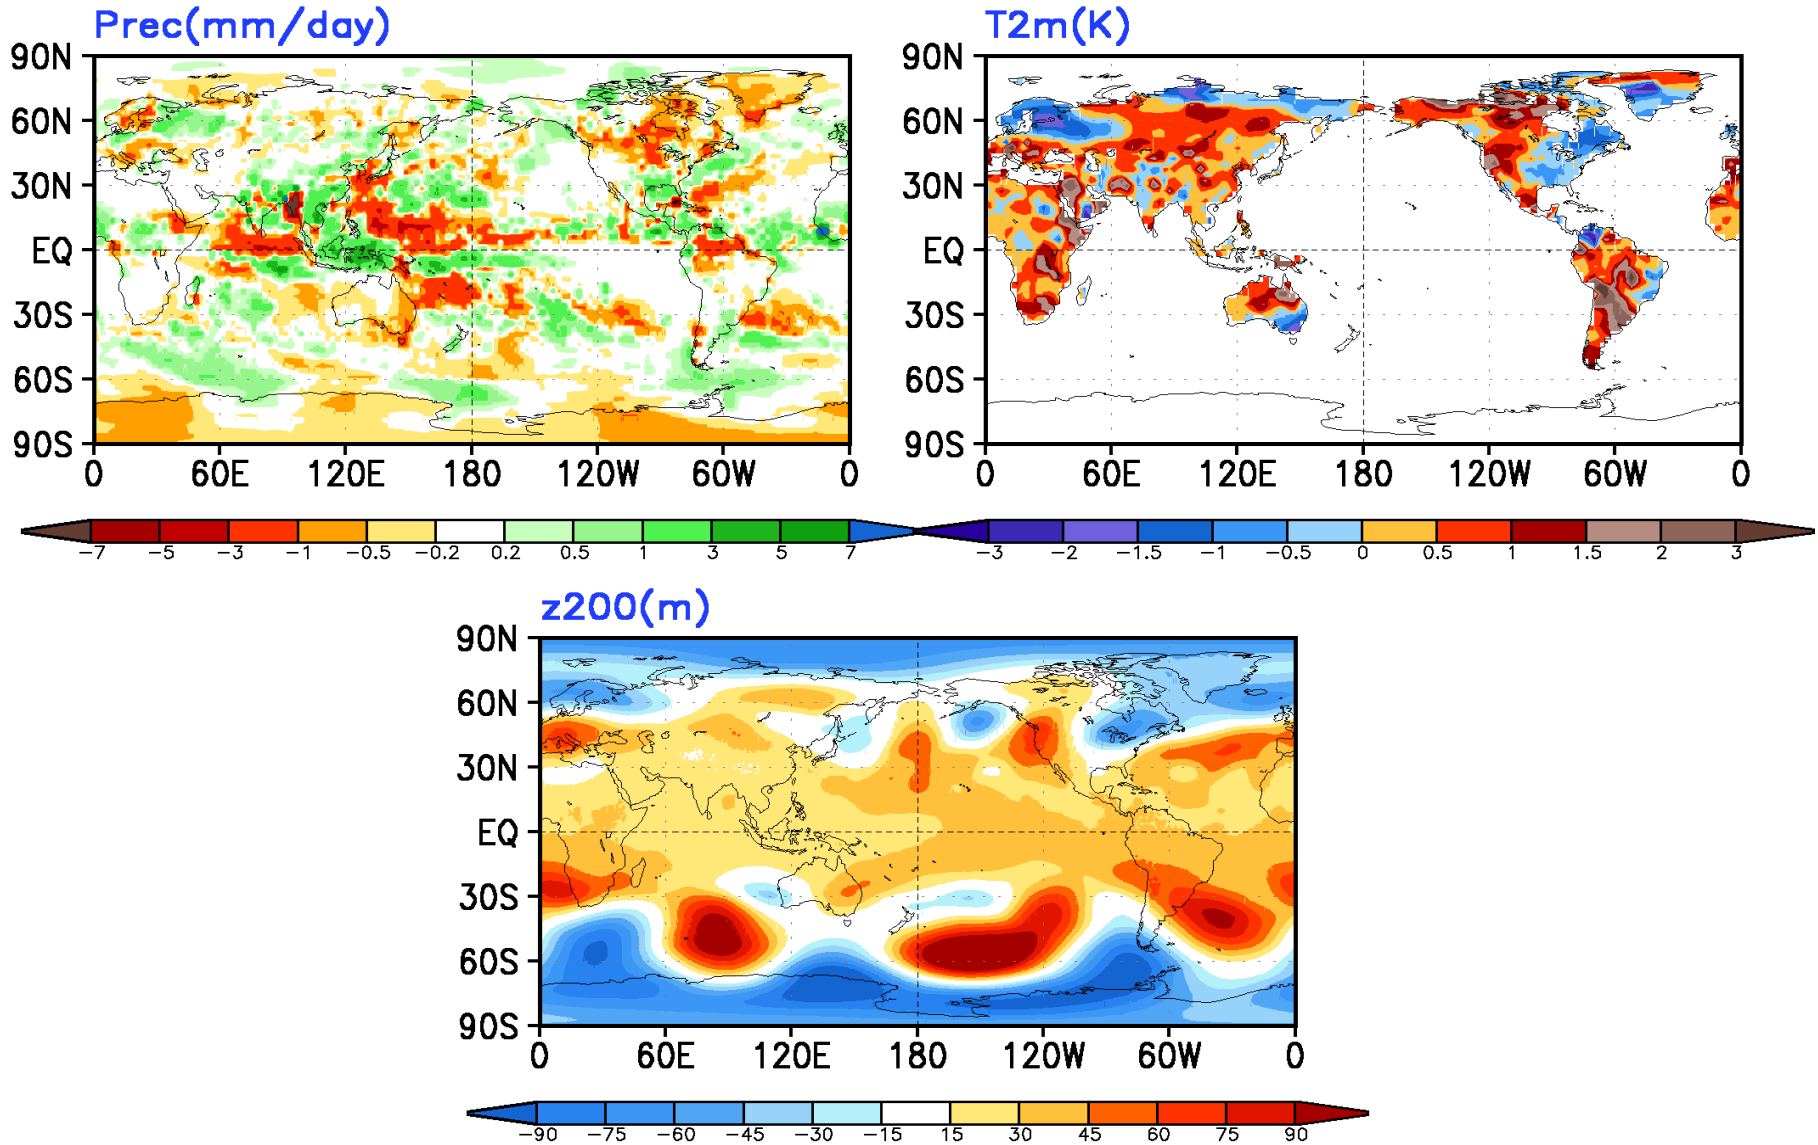 Prec(mm/day)
90N
60N
30N
EQ
30S
60S
90S
0 60E 120E 180 120W 60W 0
−7 −5 −3 −1 −0.5 −0.2 0.2 0.5 1 3 5 7
T2m(K)
90N
60N
30N
EQ
30S
60S
90S
0 60E 120E 180 120W 60W 0
−3 −2 −1.5 −1 −0.5 0 0.5 1 1.5 2 3
z200(m)
90N
60N
30N
EQ
30S
60S
90S
0 60E 120E 180 120W 60W 0
−90 −75 −60 −45 −30 −15 15 30 45 60 75 90